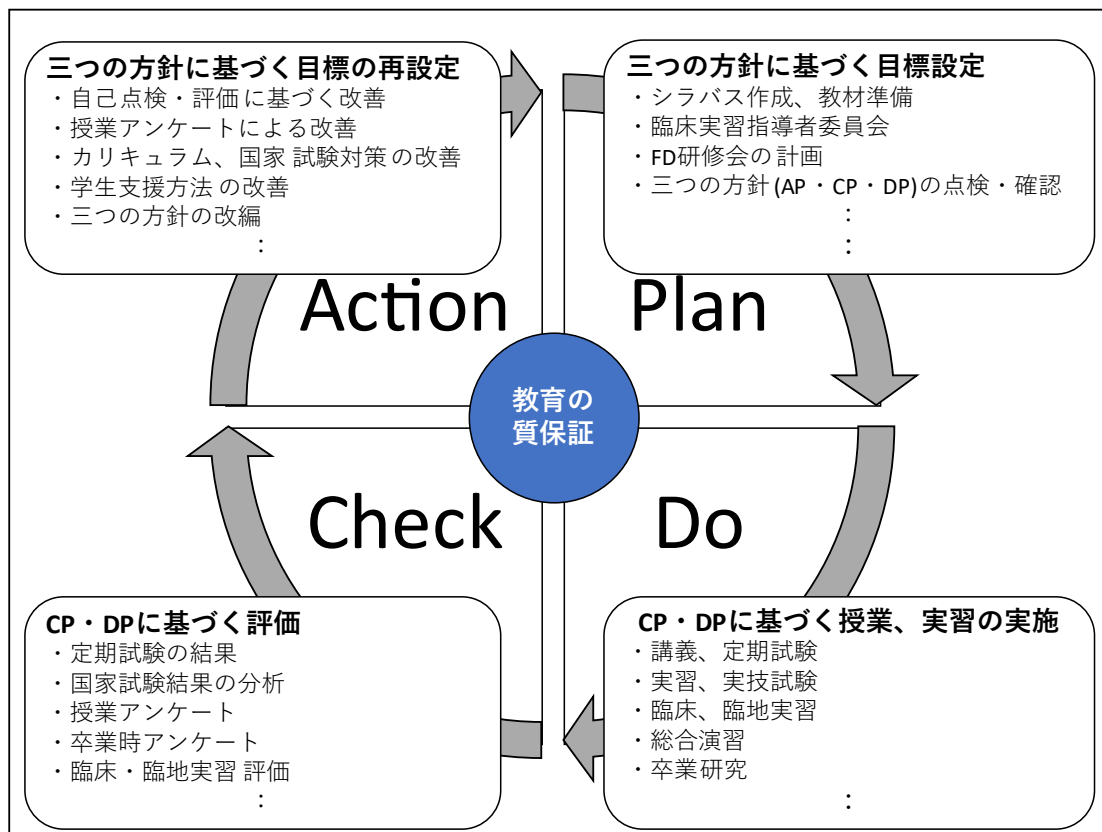 三つの方針に基づく目標の再設定
・自己点検・評価に基づく改善
・授業アンケートによる改善
・カリキュラム、国家試験対策の改善
・学生支援方法の改善
・三つの方針の改編
：
三つの方針に基づく目標設定
・シラバス作成、教材準備
・臨床実習指導者委員会
・FD研修会の計画
・三つの方針(AP・CP・DP)の点検・確認
：
：
Action
Plan
教育の
質保証
Check
Do
CP・DPに基づく評価
・定期試験の結果
・国家試験結果の分析
・授業アンケート
・卒業時アンケート
・臨床・臨地実習評価
：
CP・DPに基づく授業、実習の実施
・講義、定期試験
・実習、実技試験
・臨床、臨地実習
・総合演習
・卒業研究
：